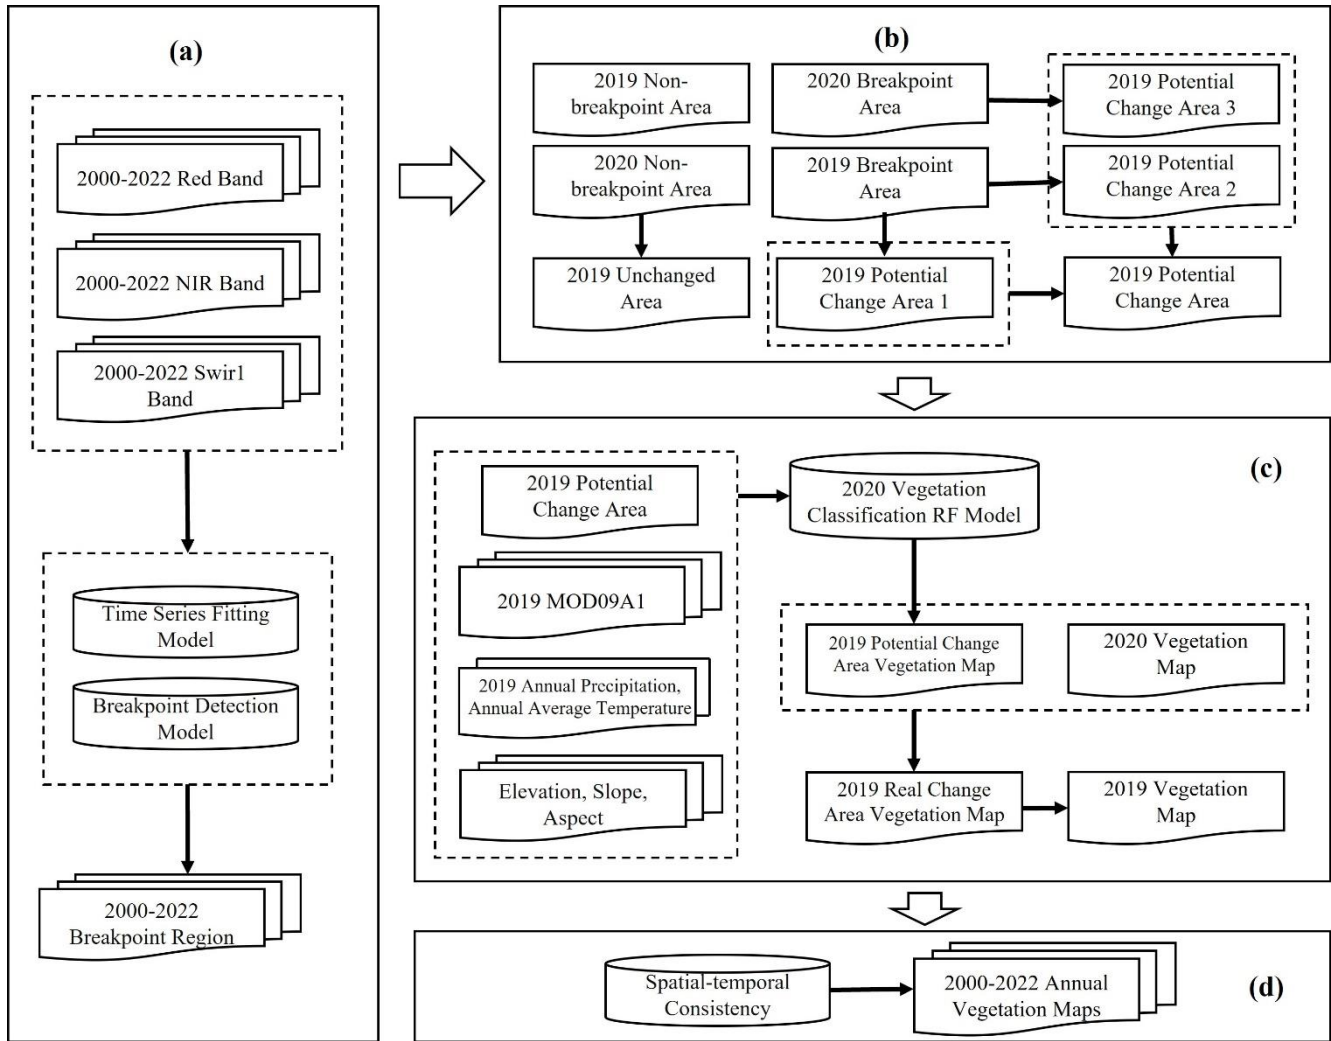 (a)
2000-2022 Red Band
2000-2022 NIR Band
2000-2022 Swir1
Band
Time Series Fitting
Model
Breakpoint Detection
Model
2000-2022
Breakpoint Region
(b)
2019 Non-
breakpoint Area
2020 Breakpoint
Area
2019 Potential
Change Area 3
2020 Non-
breakpoint Area
2019 Breakpoint
Area
2019 Potential
Change Area 2
2019 Unchanged
Area
2019 Potential
Change Area 1
2019 Potential
Change Area
(c)
2019 Potential
Change Area
2019 MOD09A1
2019 Annual Precipitation,
Annual Average Temperature
Elevation, Slope,
Aspect
2020 Vegetation
Classification RF Model
2019 Potential Change
Area Vegetation Map
2020 Vegetation
Map
2019 Real Change
Area Vegetation Map
2019 Vegetation
Map
Spatial-temporal
Consistency
2000-2022 Annual
Vegetation Maps
(d)